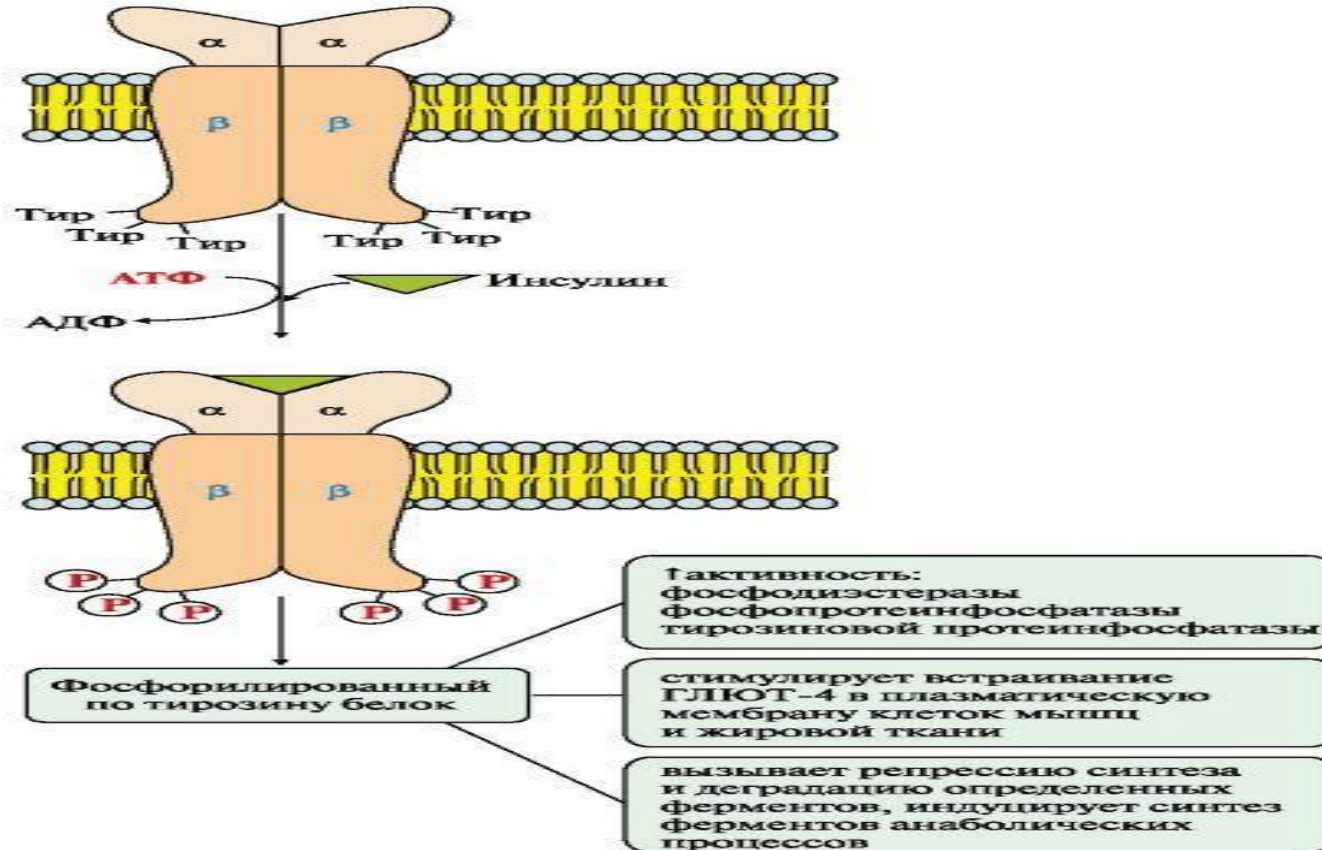 α α
β β
Тир Тир
Тир Тир Тир Тир
АТФ Инсулин
АДФ
α α
β β
P P
P P P P
Фосфорилированный
по тирозину белок
↑активность:
фосфодиэстеразы
фосфопротеинфосфатазы
тирозиновой протеинфосфатазы
стимулирует встраивание
ГЛЮТ-4 в плазматическую
мембрану клеток мышц
и жировой ткани
вызывает репрессию синтеза
и деградацию определенных
ферментов, индуцирует синтез
ферментов анаболических
процессов